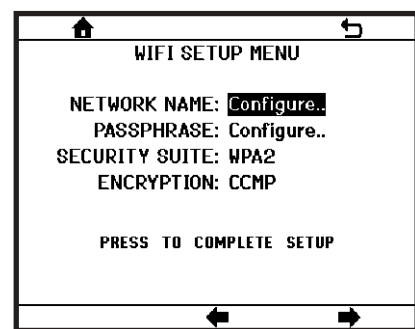 WIFI SETUP MENU
NETWORK NAME: Configure..
PASSPHRASE: Configure..
SECURITY SUITE: WPA2
ENCRYPTION: CCMP
PRESS TO COMPLETE SETUP